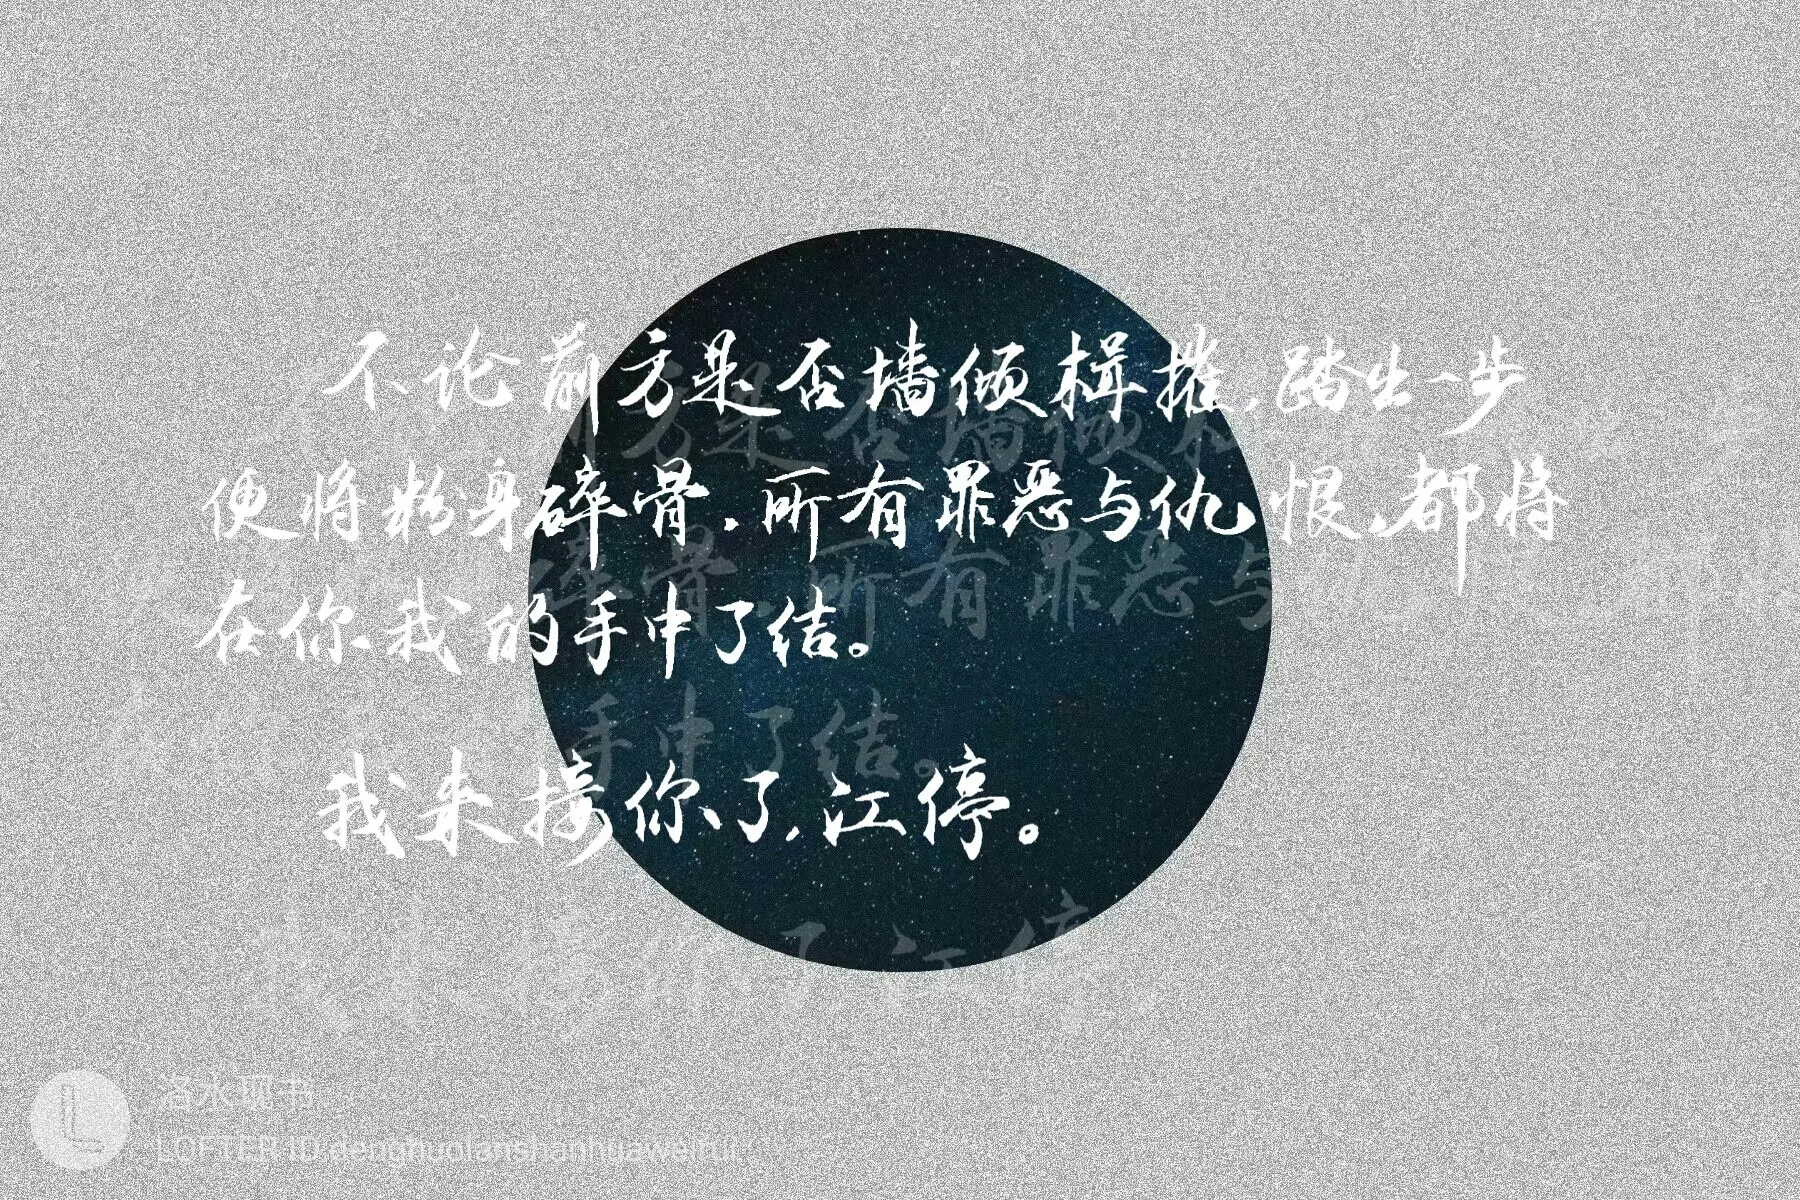 不论前方是否墙倾楫摧,踏出一步
便将粉身碎骨.所有罪恶与仇恨,都将
在你我的手中了结。
我来接你了,江停。
洛水现书
LOFTER ID:denghuolanshanhuaweirui